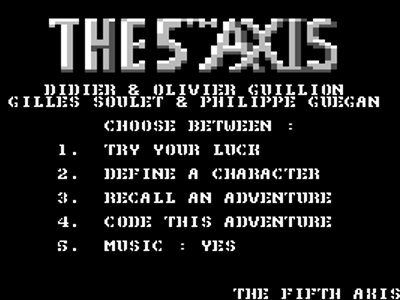 THE 5TH AXIS
DIDIER & OLIVIER GUILLION
GILLES SOULET & PHILIPPE GUEGAN
CHOOSE BETWEEN :
1. TRY YOUR LUCK
2. DEFINE A CHARACTER
3. RECALL AN ADVENTURE
4. CODE THIS ADVENTURE
5. MUSIC : YES
THE FIFTH AXIS